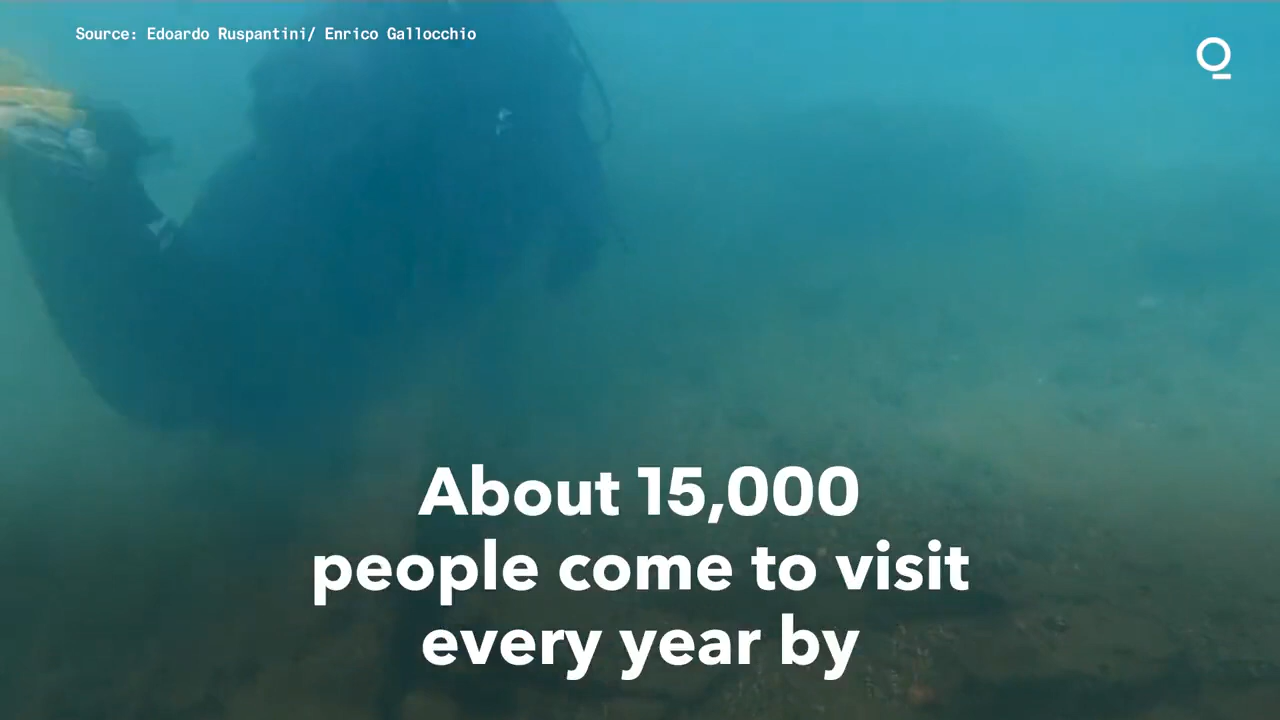 Source: Edoardo Ruspantini/ Enrico Gallocchio
About 15,000
people come to visit
every year by